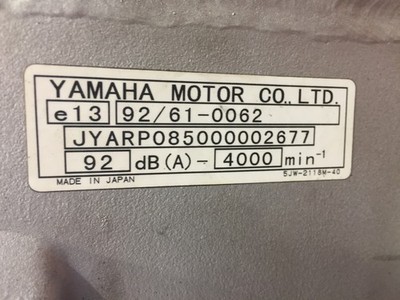 YAMAHA MOTOR CO., LTD.
e13 92/61-0062
JYARP085000002677
92 dB(A) - 4000 min-1
MADE IN JAPAN 5JW-2118M-40